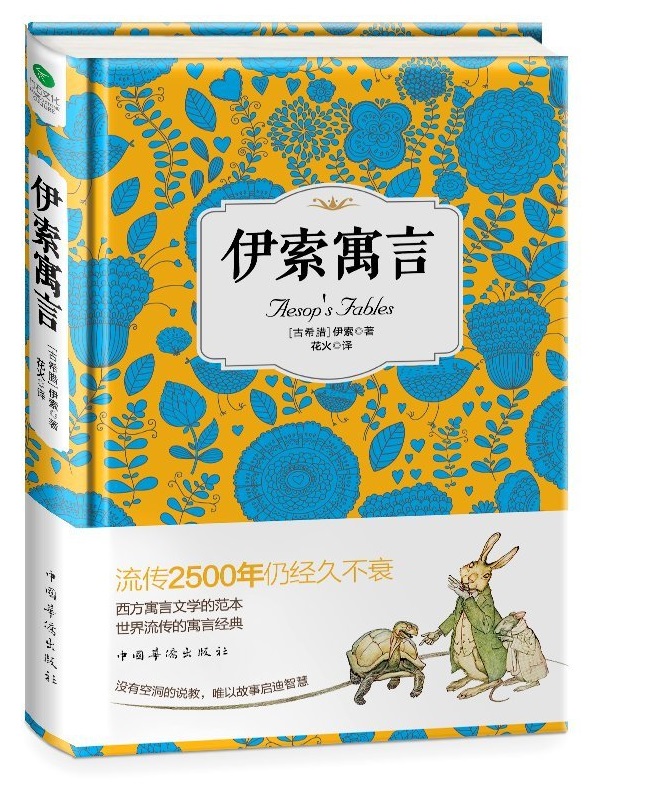 伊索寓言
Aesop's Fables
[古希腊]伊索◎著
花火◎译
流传2500年仍经久不衰
西方寓言文学的范本
世界流传的寓言经典
中国华侨出版社
没有空洞的说教，唯以故事启迪智慧
伊索寓言
[古希腊]伊索◎著
花火◎译
中国华侨出版社